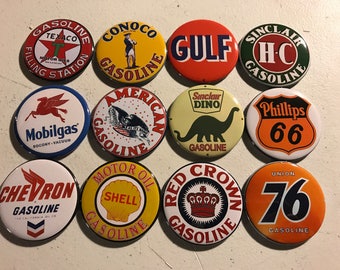 GASOLINE
TEXACO
T
FILLING STATION
CONOCO
GASOLINE
GULF
SINCLAIR
H-C
GASOLINE
Mobilgas
SOCONY-VACUUM
AMERICAN
GASOLINE
Sinclair
DINO
GASOLINE
Phillips
66
CHEVRON
GASOLINE
MOTOR OIL
SHELL
GASOLINE
RED CROWN
GASOLINE
UNION
76
GASOLINE